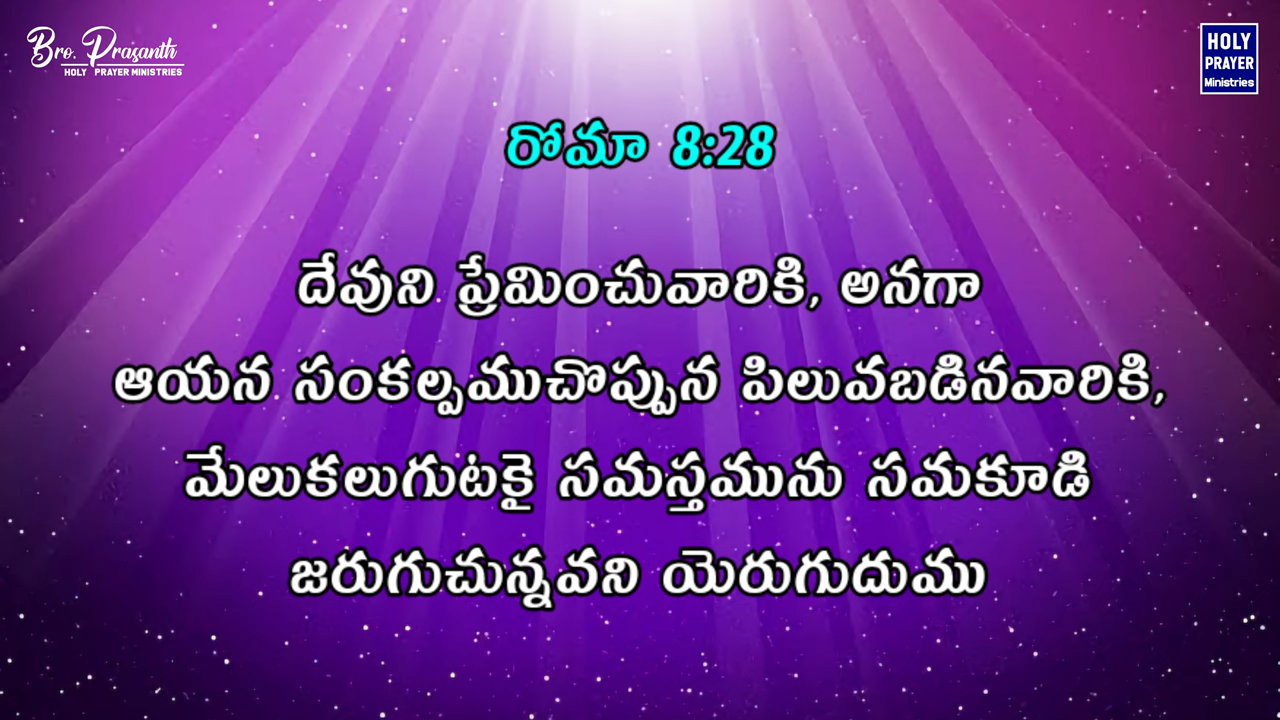 Bro. Prasanth
HOLY PRAYER MINISTRIES
HOLY
PRAYER
Ministries
రోమా 8:28
దేవుని ప్రేమించువారికి, అనగా
ఆయన సంకల్పముచొప్పున పిలువబడినవారికి,
మేలుకలుగుటకై సమస్తమును సమకూడి
జరుగుచున్నవని యెరుగుదుము